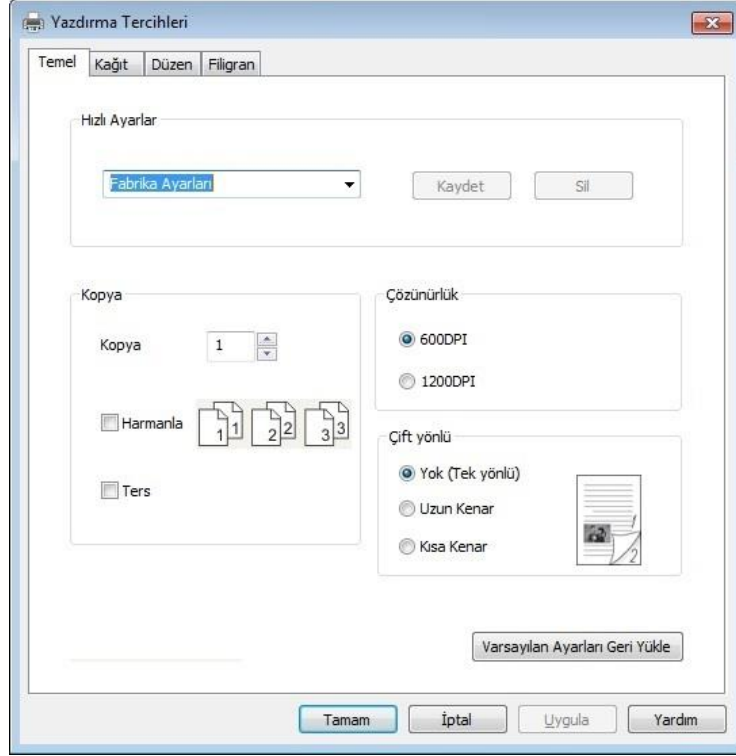 Yazdırma Tercihleri
Temel Kağıt Düzen Filigran
Hızlı Ayarlar
Fabrika Ayarları Kaydet Sil
Kopya
Kopya 1
Harmanla 1 1 2 2 3 3
Ters
Çözünürlük
600DPI
1200DPI
Çift yönlü
Yok (Tek yönlü)
Uzun Kenar
Kısa Kenar
1
2
Varsayılan Ayarları Geri Yükle
Tamam İptal Uygula Yardım